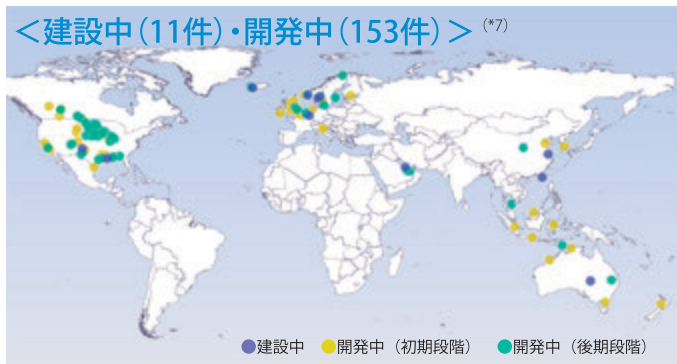 ＜建設中（11件）・開発中（153件）＞(*7)
●建設中 ●開発中（初期段階） ●開発中（後期段階）